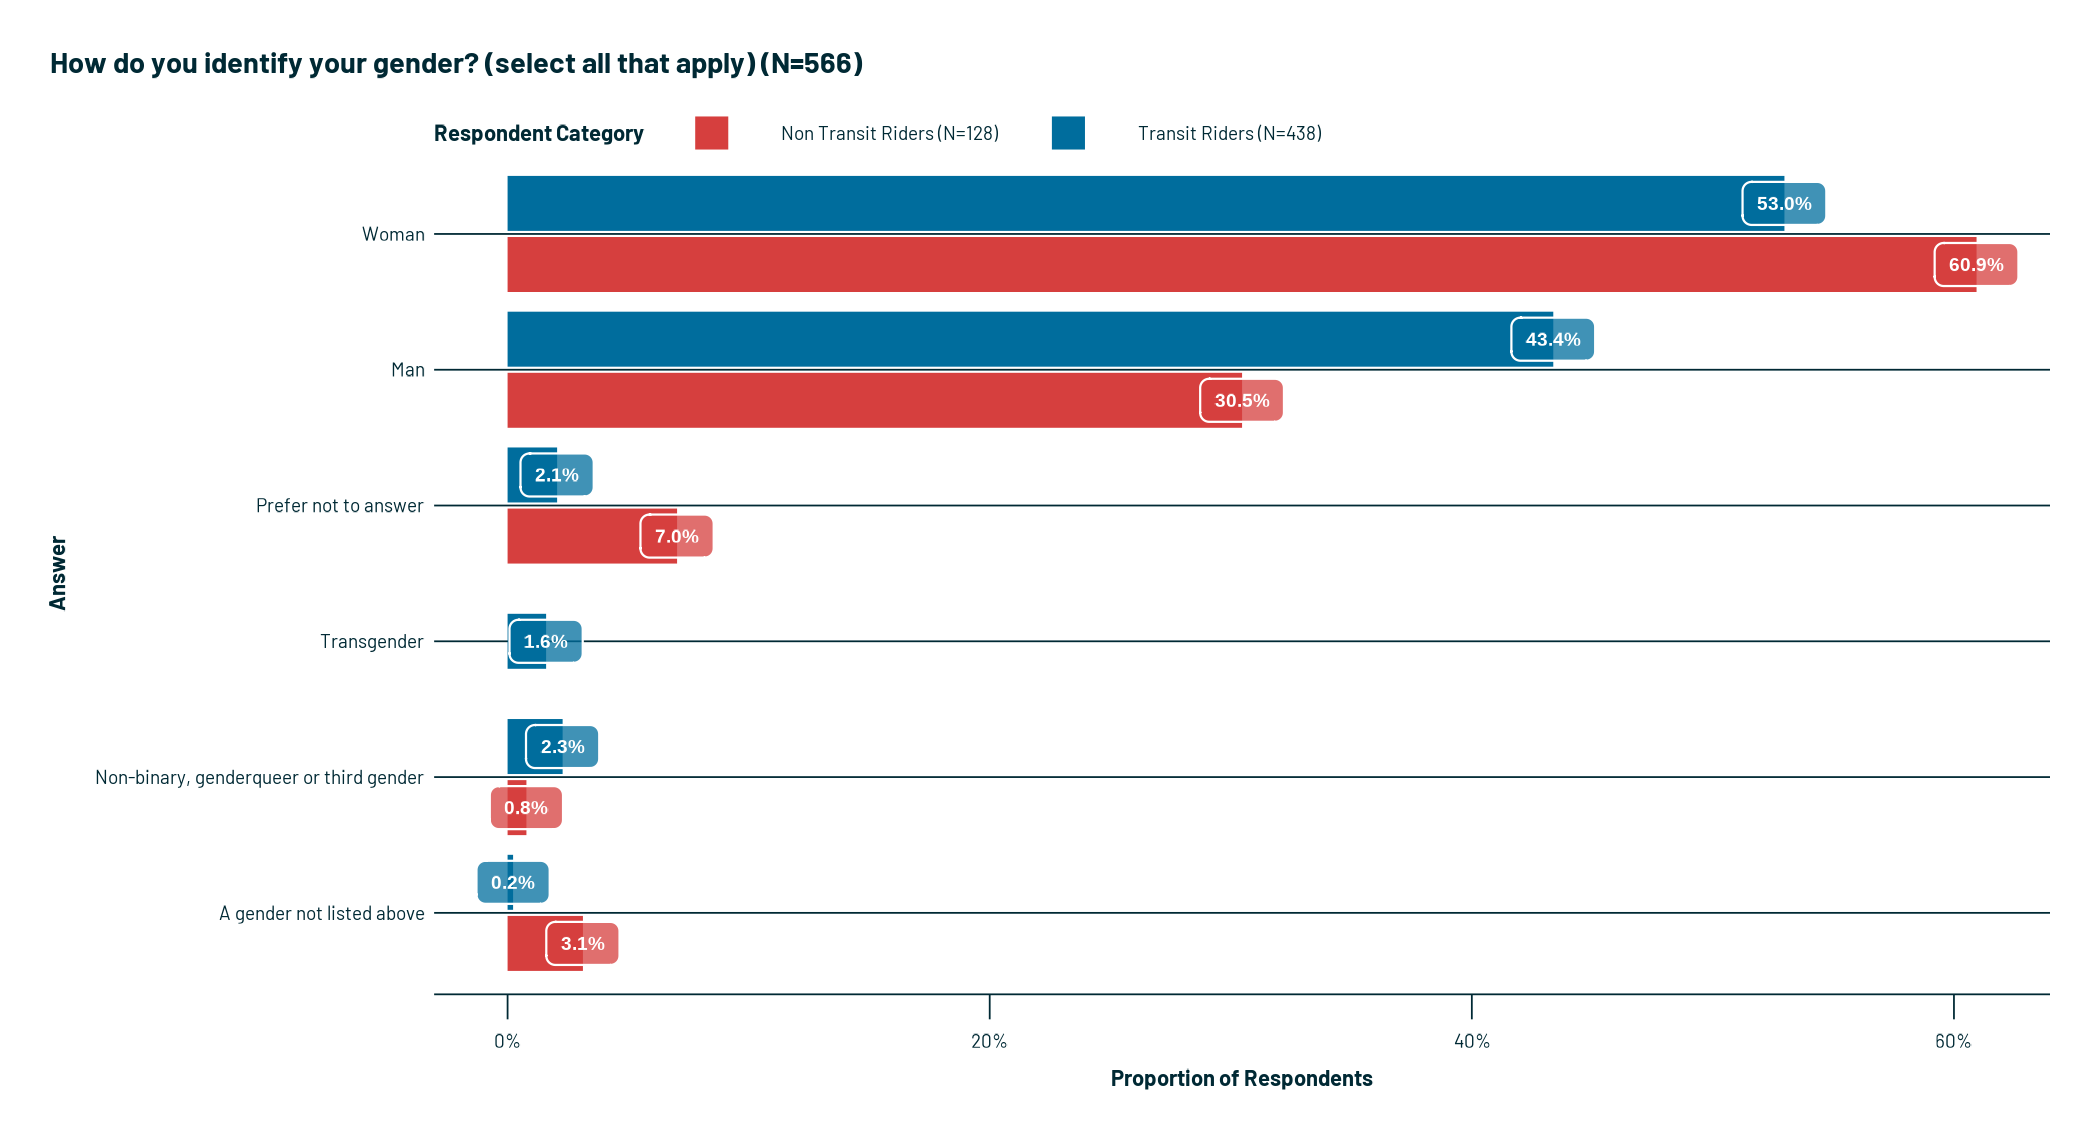 How do you identify your gender? (select all that apply) (N=566)
Respondent Category Non Transit Riders (N=128) Transit Riders (N=438)
Answer
Woman
53.0%
60.9%
Man
43.4%
30.5%
Prefer not to answer
2.1%
7.0%
Transgender
1.6%
Non-binary, genderqueer or third gender
2.3%
0.8%
A gender not listed above
0.2%
3.1%
0% 20% 40% 60%
Proportion of Respondents